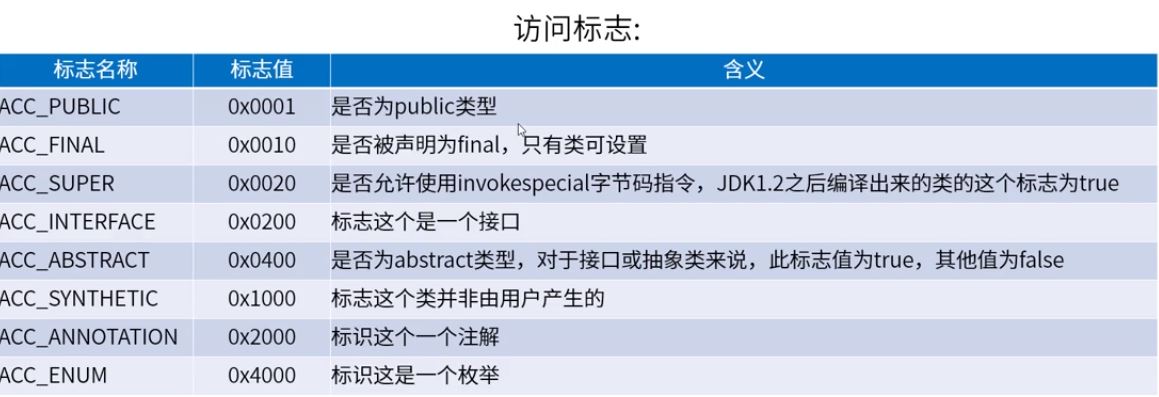 访问标志:
标志名称 标志值 含义
ACC_PUBLIC 0x0001 是否为public类型
ACC_FINAL 0x0010 是否被声明为final，只有类可设置
ACC_SUPER 0x0020 是否允许使用invokespecial字节码指令，JDK1.2之后编译出来的类的这个标志为true
ACC_INTERFACE 0x0200 标志这个是一个接口
ACC_ABSTRACT 0x0400 是否为abstract类型，对于接口或抽象类来说，此标志值为true，其他值为false
ACC_SYNTHETIC 0x1000 标志这个类并非由用户产生的
ACC_ANNOTATION 0x2000 标识这个一个注解
ACC_ENUM 0x4000 标识这是一个枚举